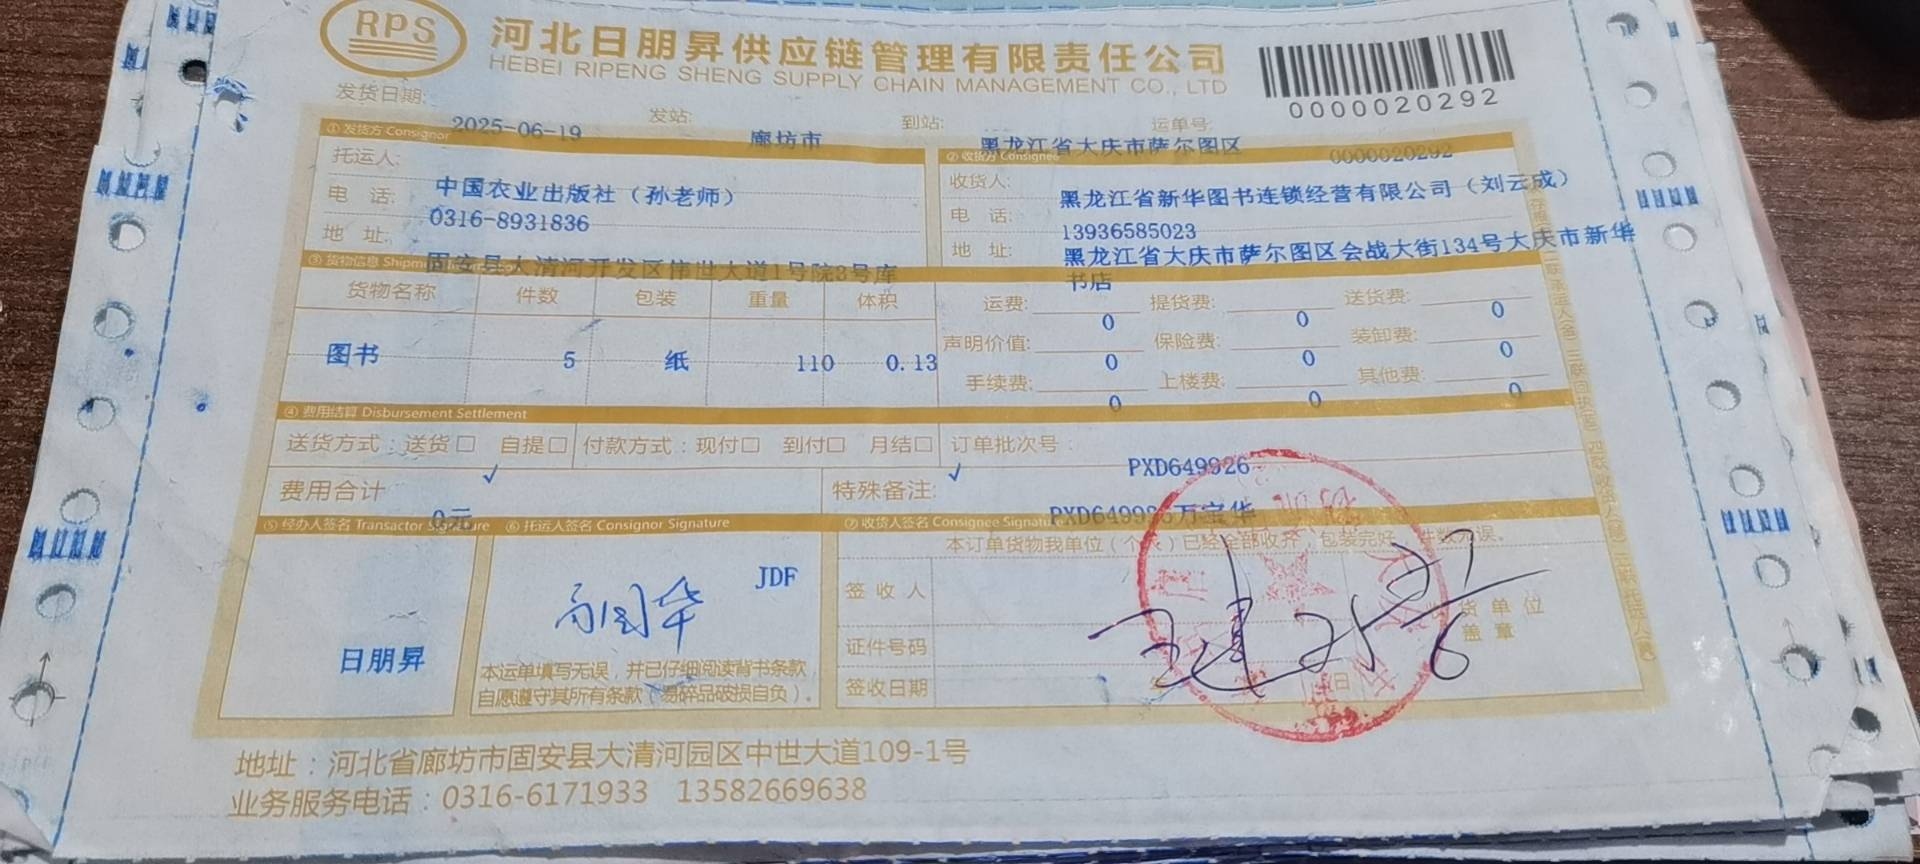 RPS
河北日朋昇供应链管理有限责任公司
HEBEI RIPENG SHENG SUPPLY CHAIN MANAGEMENT CO., LTD
0000020292
发货日期: 2025-06-19 发站: 廊坊市 到站: 黑龙江省大庆市萨尔图区 运单号: 0000020292
① 发货方 Consignor
② 收货方 Consignee
托运人: 中国农业出版社（孙老师）
电 话: 0316-8931836
地 址: 固安县大清河开发区伟世大道1号院3号库
收货人: 黑龙江省新华图书连锁经营有限公司（刘云成）
电 话: 13936585023
地 址: 黑龙江省大庆市萨尔图区会战大街134号大庆市新华
书店
③ 货物信息
货物名称 件数 包装 重量 体积
图书 5 纸 110 0.13
运费: 0 提货费: 0 送货费: 0
声明价值: 0 保险费: 0 装卸费: 0
手续费: 0 上楼费: 0 其他费: 0
④ 费用结算 Disbursement Settlement
送货方式：送货□ 自提□ 付款方式：现付□ 到付□ 月结□ 订单批次号：
√ √ PXD649926
费用合计 0元 特殊备注: PXD649926万宝华
⑤ 经办人签名 Transactor Signature
⑥ 托运人签名 Consignor Signature
⑦ 收货人签名 Consignee Signature
日朋昇
JDF
本运单填写无误，并已仔细阅读背书条款
自愿遵守其所有条款（易碎品破损自负）。
本订单货物我单位（个人）已经全部收齐，包装完好，件数无误。
签 收 人
证件号码
签收日期
收 货 单 位
盖 章
地址：河北省廊坊市固安县大清河园区中世大道109-1号
业务服务电话：0316-6171933 13582669638